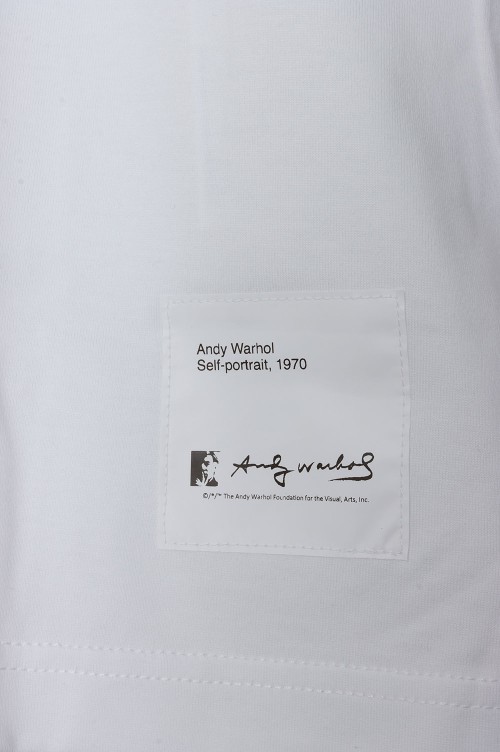 Andy Warhol
Self-portrait, 1970
Andy Warhol
©/®/™ The Andy Warhol Foundation for the Visual, Arts, Inc.